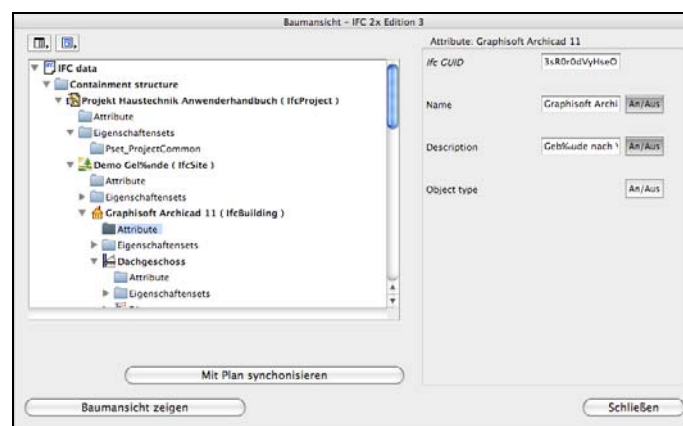 Baumansicht - IFC 2x Edition 3
IFC data
Containment structure
Projekt Haustechnik Anwenderhandbuch ( IfcProject )
Attribute
Eigenschaftensets
Pset_ProjectCommon
Demo Gel‰nde ( IfcSite )
Attribute
Eigenschaftensets
Graphisoft Archicad 11 ( IfcBuilding )
Attribute
Eigenschaftensets
Dachgeschoss
Attribute
Eigenschaftensets
Mit Plan synchonisieren
Baumansicht zeigen
Attribute: Graphisoft Archicad 11
Ifc GUID 3sR0r0dVyHseO
Name Graphisoft Archi An/Aus
Description Geb‰ude nach An/Aus
Object type An/Aus
Schließen